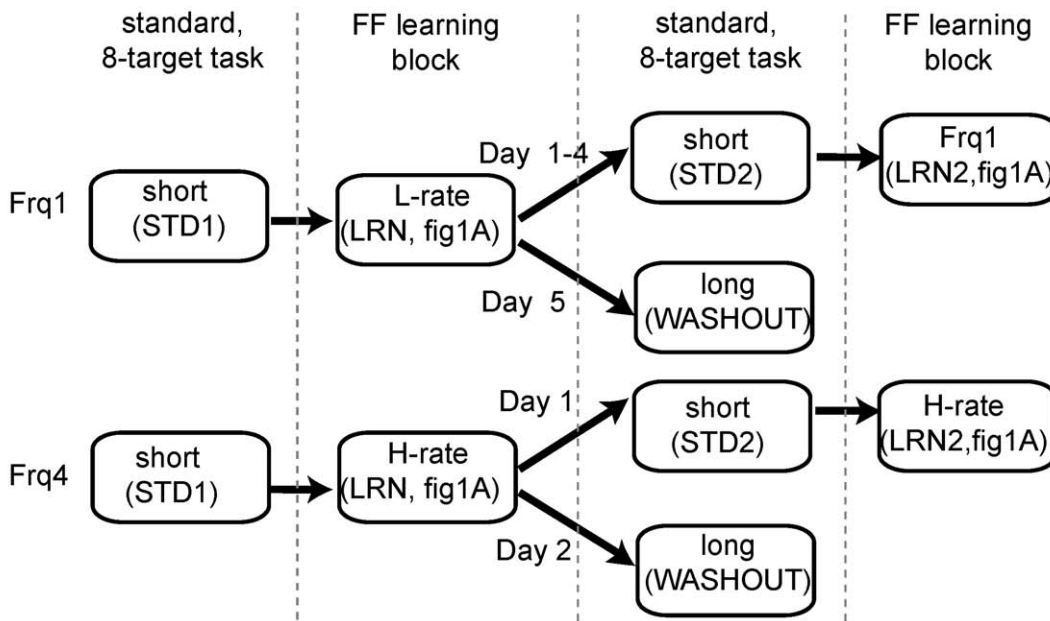 standard,
8-target task
FF learning
block
standard,
8-target task
FF learning
block
Frq1
short
(STD1)
L-rate
(LRN, fig1A)
Day 1-4
short
(STD2)
Frq1
(LRN2,fig1A)
Day 5
long
(WASHOUT)
Frq4
short
(STD1)
H-rate
(LRN, fig1A)
Day 1
short
(STD2)
H-rate
(LRN2,fig1A)
Day 2
long
(WASHOUT)